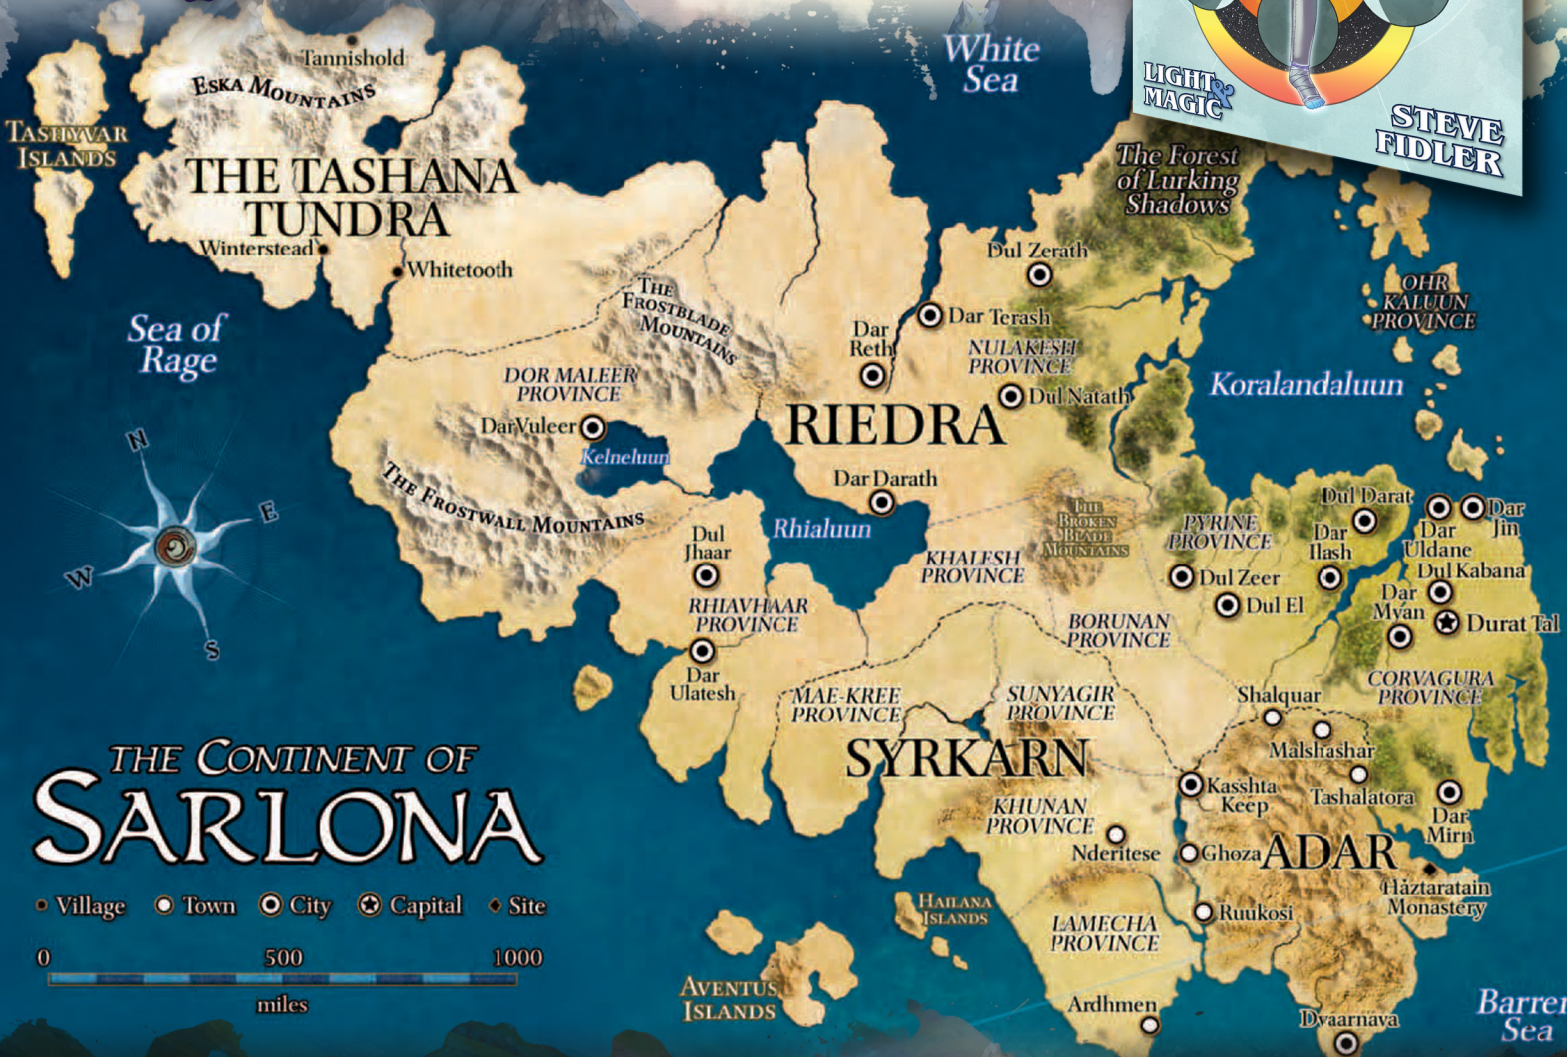 White
Sea
LIGHT
&
MAGIC
STEVE
FIDLER
Tannishold
ESKA MOUNTAINS
TASHYVAR
ISLANDS
THE TASHANA
TUNDRA
Winterstead
Whitetooth
The Forest
of Lurking
Shadows
Dul Zerath
Dar Terash
THE
FROSTBLADE
MOUNTAINS
Sea of
Rage
Dar
Reth
NULAKESH
PROVINCE
OHR
KALUUN
PROVINCE
DOR MALEER
PROVINCE
Dul Natath
Koralandaluun
RIEDRA
Dar Vuleer
Kelneluun
N
E
W
S
THE FROSTWALL MOUNTAINS
Dar Darath
Rhialuun
THE
BROKEN
BLADE
MOUNTAINS
Dul Darat
Dar
Jin
Dar
Uldane
PYRINE
PROVINCE
Dar
Ilash
Dul
Jhaar
KHALESH
PROVINCE
Dul Zeer
Dul Kabana
Dul El
Dar
Myan
Durat Tal
RHIAVHAAR
PROVINCE
BORUNAN
PROVINCE
Dar
Ulatesh
MAE-KREE
PROVINCE
SUNYAGIR
PROVINCE
Shalquar
CORVAGURA
PROVINCE
SYRKARN
Malshashar
Tashalatora
Kasshta
Keep
KHUNAN
PROVINCE
Dar
Mirn
Nderitese
Ghoza
ADAR
Haztaratain
Monastery
THE CONTINENT OF
SARLONA
Village
Town
City
Capital
Site
0
500
1000
miles
HAILANA
ISLANDS
LAMECHA
PROVINCE
Ruukosi
AVENTUS
ISLANDS
Ardhmen
Dvaarnava
Barren
Sea